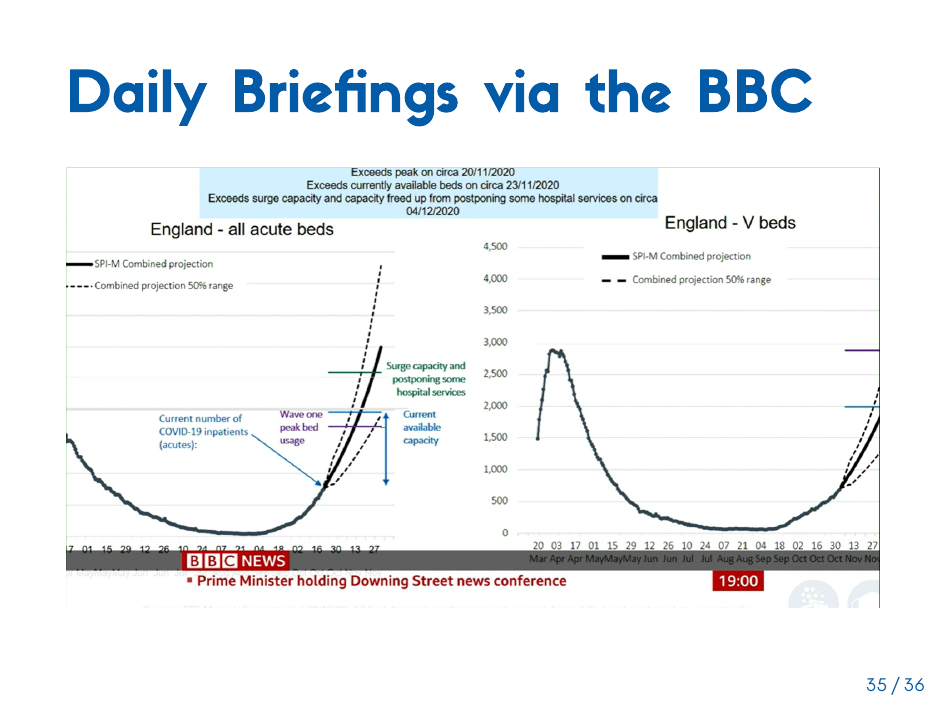 Daily Briefings via the BBC
Exceeds peak on circa 20/11/2020
Exceeds currently available beds on circa 23/11/2020
Exceeds surge capacity and capacity freed up from postponing some hospital services on circa
04/12/2020
England - all acute beds
SPI-M Combined projection
Combined projection 50% range
Surge capacity and
postponing some
hospital services
Current number of
COVID-19 inpatients
(acutes):
Wave one
peak bed
usage
Current
available
capacity
7 01 15 29 12 26 10 24 07 21 04 18 02 16 30 13 27
England - V beds
SPI-M Combined projection
Combined projection 50% range
4,500
4,000
3,500
3,000
2,500
2,000
1,500
1,000
500
0
20 03 17 01 15 29 12 26 10 24 07 21 04 18 02 16 30 13 27
Mar Apr Apr May May May Jun Jun Jul Jul Aug Aug Sep Sep Oct Oct Oct Nov Nov
BBC NEWS
Prime Minister holding Downing Street news conference
19:00
35 / 36